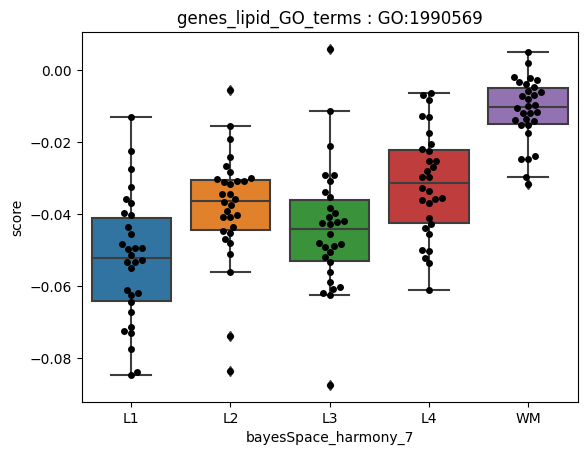 genes_lipid_GO_terms : GO:1990569
0.00
−0.02
−0.04
−0.06
−0.08
score
L1 L2 L3 L4 WM
bayesSpace_harmony_7